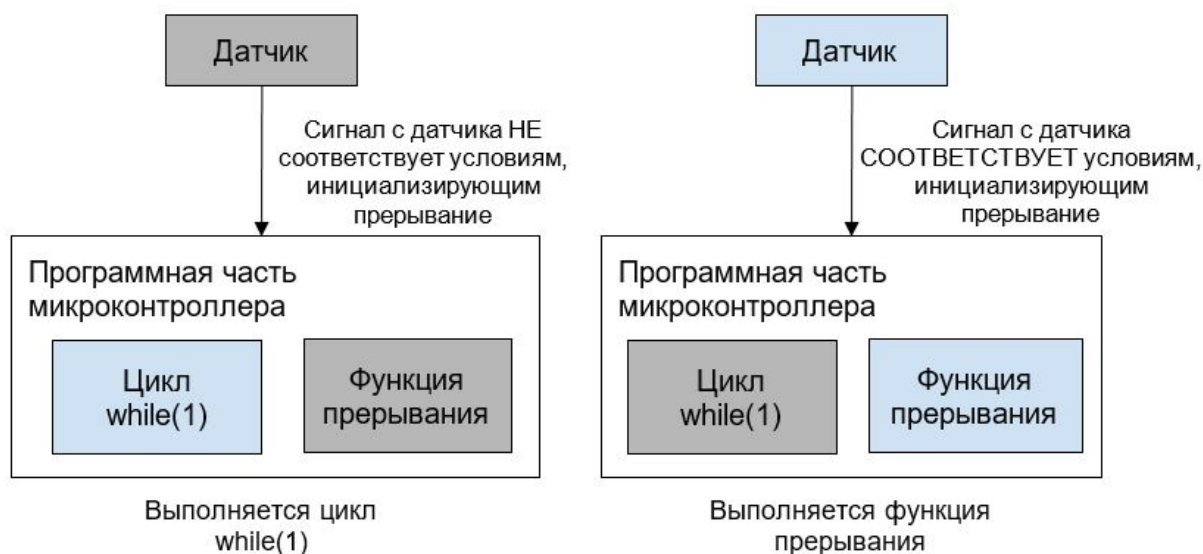 Датчик
Сигнал с датчика НЕ
соответствует условиям,
инициализирующим
прерывание
Программная часть
микроконтроллера
Цикл
while(1)
Функция
прерывания
Выполняется цикл
while(1)
Датчик
Сигнал с датчика
СООТВЕТСТВУЕТ условиям,
инициализирующим
прерывание
Программная часть
микроконтроллера
Цикл
while(1)
Функция
прерывания
Выполняется функция
прерывания